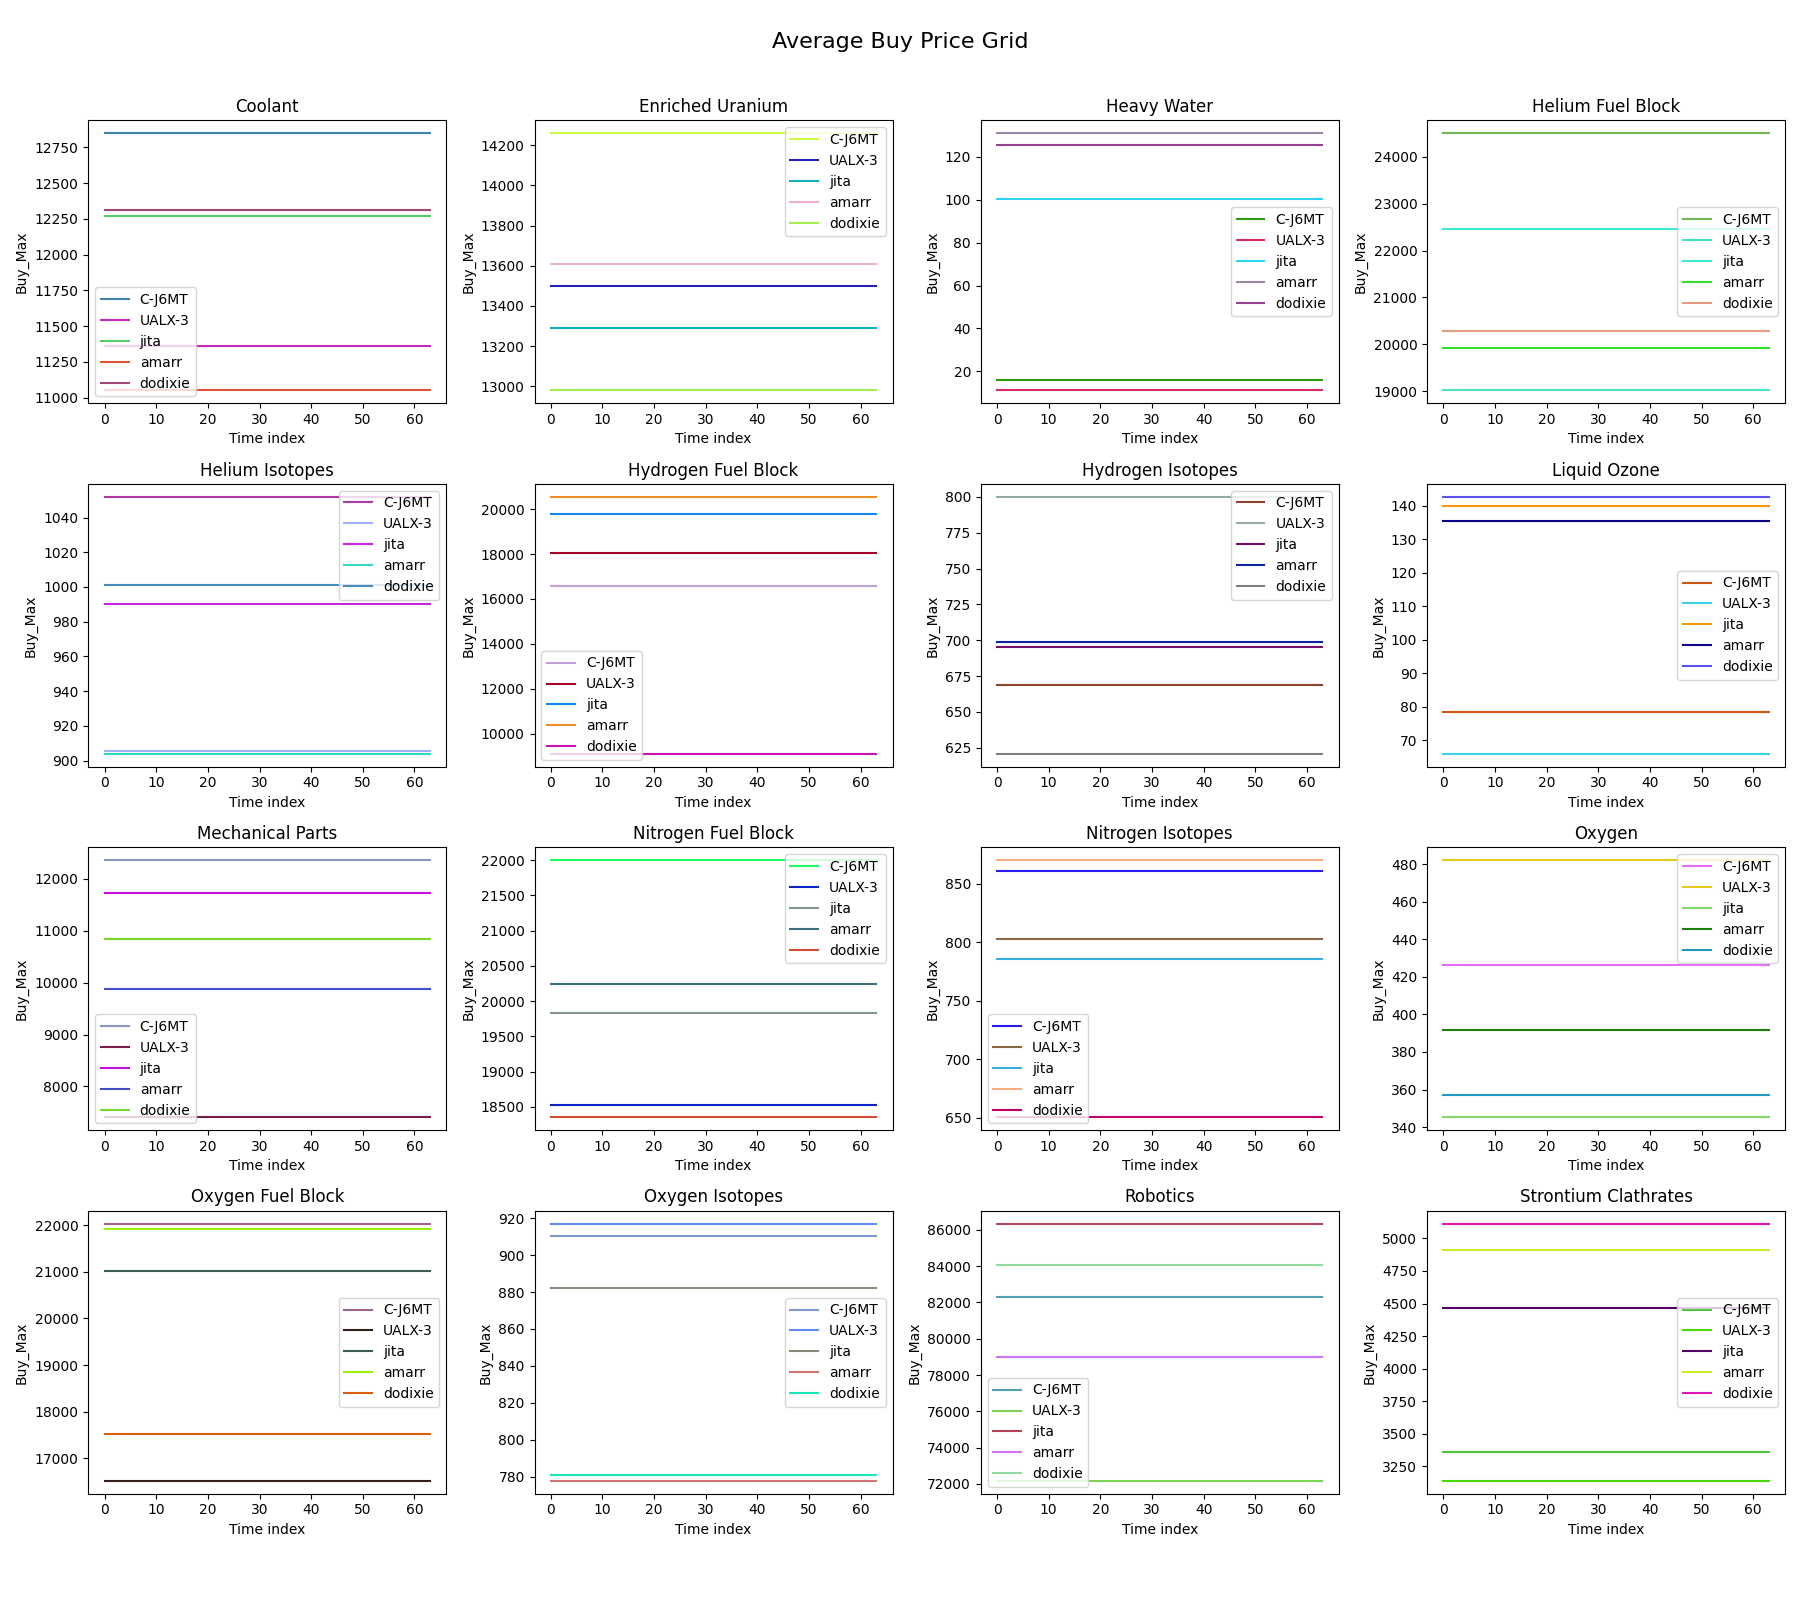 Average Buy Price Grid
Coolant
Buy_Max
12750
12500
12250
12000
11750
11500
11250
11000
C-J6MT
UALX-3
jita
amarr
dodixie
0 10 20 30 40 50 60
Time index
Enriched Uranium
Buy_Max
14200
14000
13800
13600
13400
13200
13000
C-J6MT
UALX-3
jita
amarr
dodixie
0 10 20 30 40 50 60
Time index
Heavy Water
Buy_Max
120
100
80
60
40
20
C-J6MT
UALX-3
jita
amarr
dodixie
0 10 20 30 40 50 60
Time index
Helium Fuel Block
Buy_Max
24000
23000
22000
21000
20000
19000
C-J6MT
UALX-3
jita
amarr
dodixie
0 10 20 30 40 50 60
Time index
Helium Isotopes
Buy_Max
1040
1020
1000
980
960
940
920
900
C-J6MT
UALX-3
jita
amarr
dodixie
0 10 20 30 40 50 60
Time index
Hydrogen Fuel Block
Buy_Max
20000
18000
16000
14000
12000
10000
C-J6MT
UALX-3
jita
amarr
dodixie
0 10 20 30 40 50 60
Time index
Hydrogen Isotopes
Buy_Max
800
775
750
725
700
675
650
625
C-J6MT
UALX-3
jita
amarr
dodixie
0 10 20 30 40 50 60
Time index
Liquid Ozone
Buy_Max
140
130
120
110
100
90
80
70
C-J6MT
UALX-3
jita
amarr
dodixie
0 10 20 30 40 50 60
Time index
Mechanical Parts
Buy_Max
12000
11000
10000
9000
8000
C-J6MT
UALX-3
jita
amarr
dodixie
0 10 20 30 40 50 60
Time index
Nitrogen Fuel Block
Buy_Max
22000
21500
21000
20500
20000
19500
19000
18500
C-J6MT
UALX-3
jita
amarr
dodixie
0 10 20 30 40 50 60
Time index
Nitrogen Isotopes
Buy_Max
850
800
750
700
650
C-J6MT
UALX-3
jita
amarr
dodixie
0 10 20 30 40 50 60
Time index
Oxygen
Buy_Max
480
460
440
420
400
380
360
340
C-J6MT
UALX-3
jita
amarr
dodixie
0 10 20 30 40 50 60
Time index
Oxygen Fuel Block
Buy_Max
22000
21000
20000
19000
18000
17000
C-J6MT
UALX-3
jita
amarr
dodixie
0 10 20 30 40 50 60
Time index
Oxygen Isotopes
Buy_Max
920
900
880
860
840
820
800
780
C-J6MT
UALX-3
jita
amarr
dodixie
0 10 20 30 40 50 60
Time index
Robotics
Buy_Max
86000
84000
82000
80000
78000
76000
74000
72000
C-J6MT
UALX-3
jita
amarr
dodixie
0 10 20 30 40 50 60
Time index
Strontium Clathrates
Buy_Max
5000
4750
4500
4250
4000
3750
3500
3250
C-J6MT
UALX-3
jita
amarr
dodixie
0 10 20 30 40 50 60
Time index